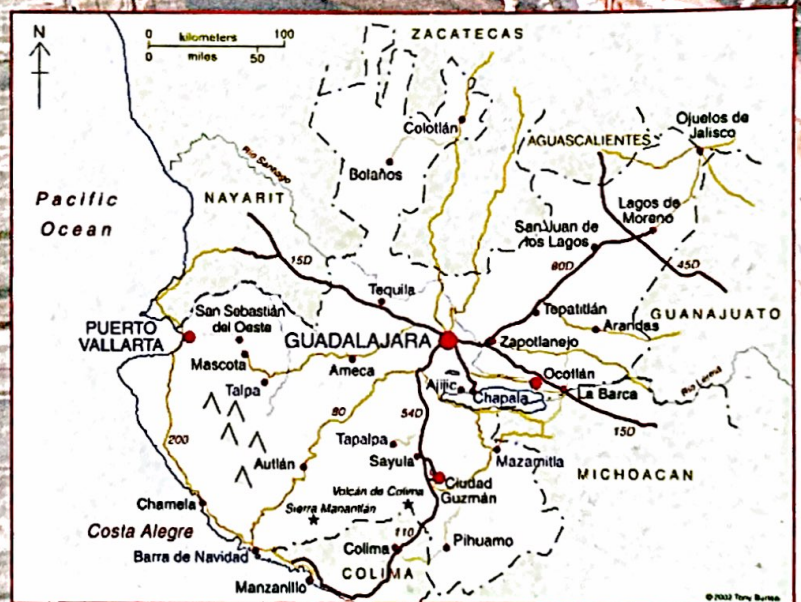 N
0 kilometers 100
0 miles 50
ZACATECAS
Colotlán
Bolaños
AGUASCALIENTES
Ojuelos de
Jalisco
Río Santiago
Pacific
Ocean
NAYARIT
Lagos de
Moreno
San Juan de
los Lagos
15D
80D
45D
Tequila
Tepatitlán
GUANAJUATO
San Sebastián
del Oeste
PUERTO
VALLARTA
GUADALAJARA
Zapotlanejo
Arandas
Mascota
Ameca
Ocotlán
Talpa
Ajijic
Chapala
La Barca
Río Lerma
200
80
54D
15D
Tapalpa
Autlán
Sayula
Mazamitla
Ciudad
Guzmán
MICHOACAN
Volcán de Colima
Chamela
Sierra Manantlán
Costa Alegre
110
Barra de Navidad
Colima
Pihuamo
Manzanillo
COLIMA
© 2002 Tony Burton